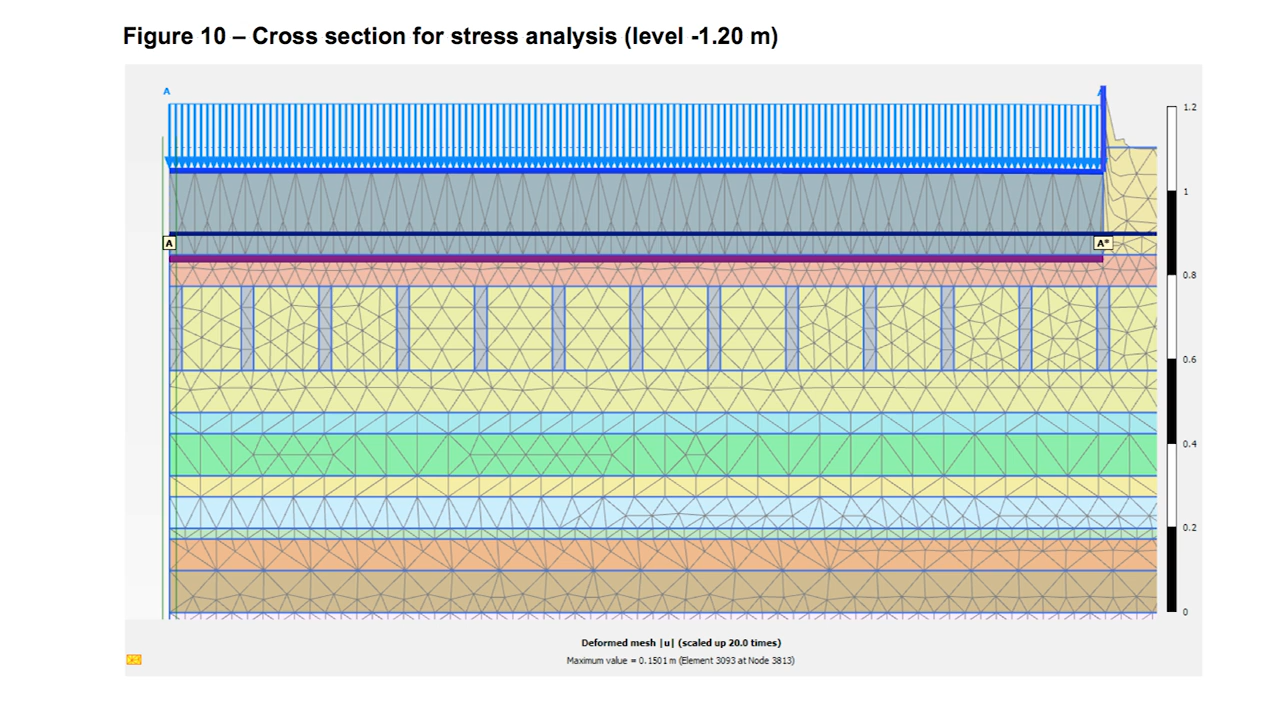 Figure 10 – Cross section for stress analysis (level -1.20 m)
A
A
1.2
1
A
A*
0.8
0.6
0.4
0.2
0
Deformed mesh |u| (scaled up 20.0 times)
Maximum value = 0.1501 m (Element 3093 at Node 3813)